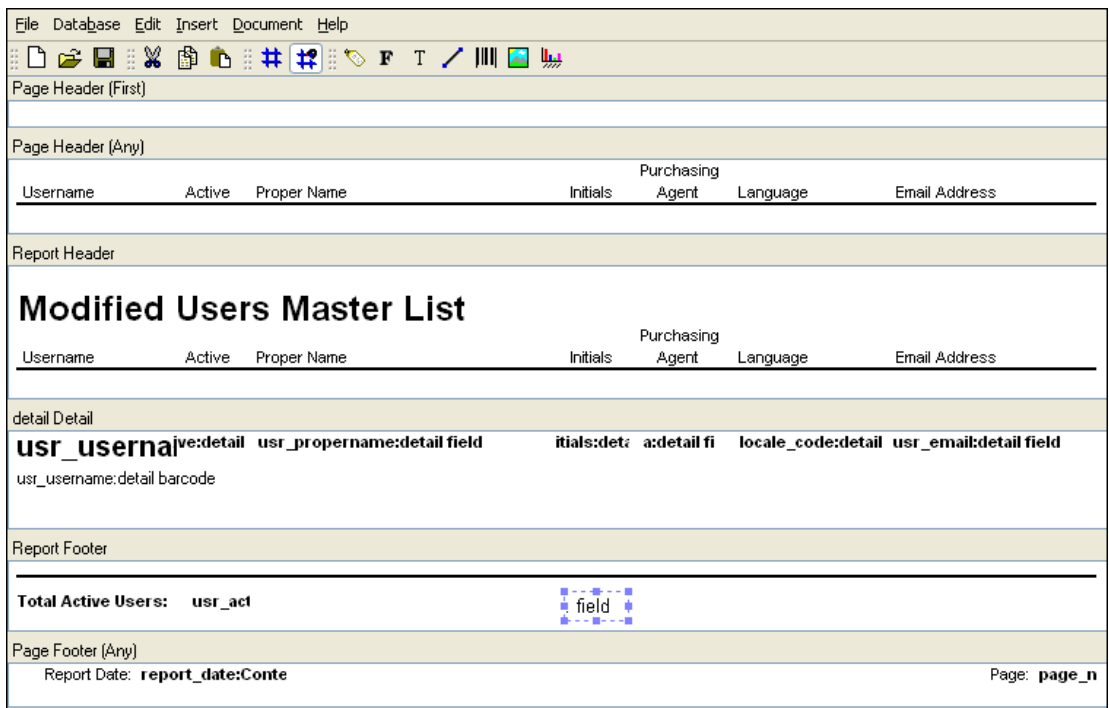 File Database Edit Insert Document Help
F T
Page Header (First)
Page Header (Any)
Purchasing
Username Active Proper Name Initials Agent Language Email Address
Report Header
Modified Users Master List
Purchasing
Username Active Proper Name Initials Agent Language Email Address
detail Detail
usr_usernai ive:detail usr_propername:detail field itials:deta a:detail fi locale_code:detail usr_email:detail field
usr_username:detail barcode
Report Footer
Total Active Users: usr_act field
Page Footer (Any)
Report Date: report_date:Conte Page: page_n